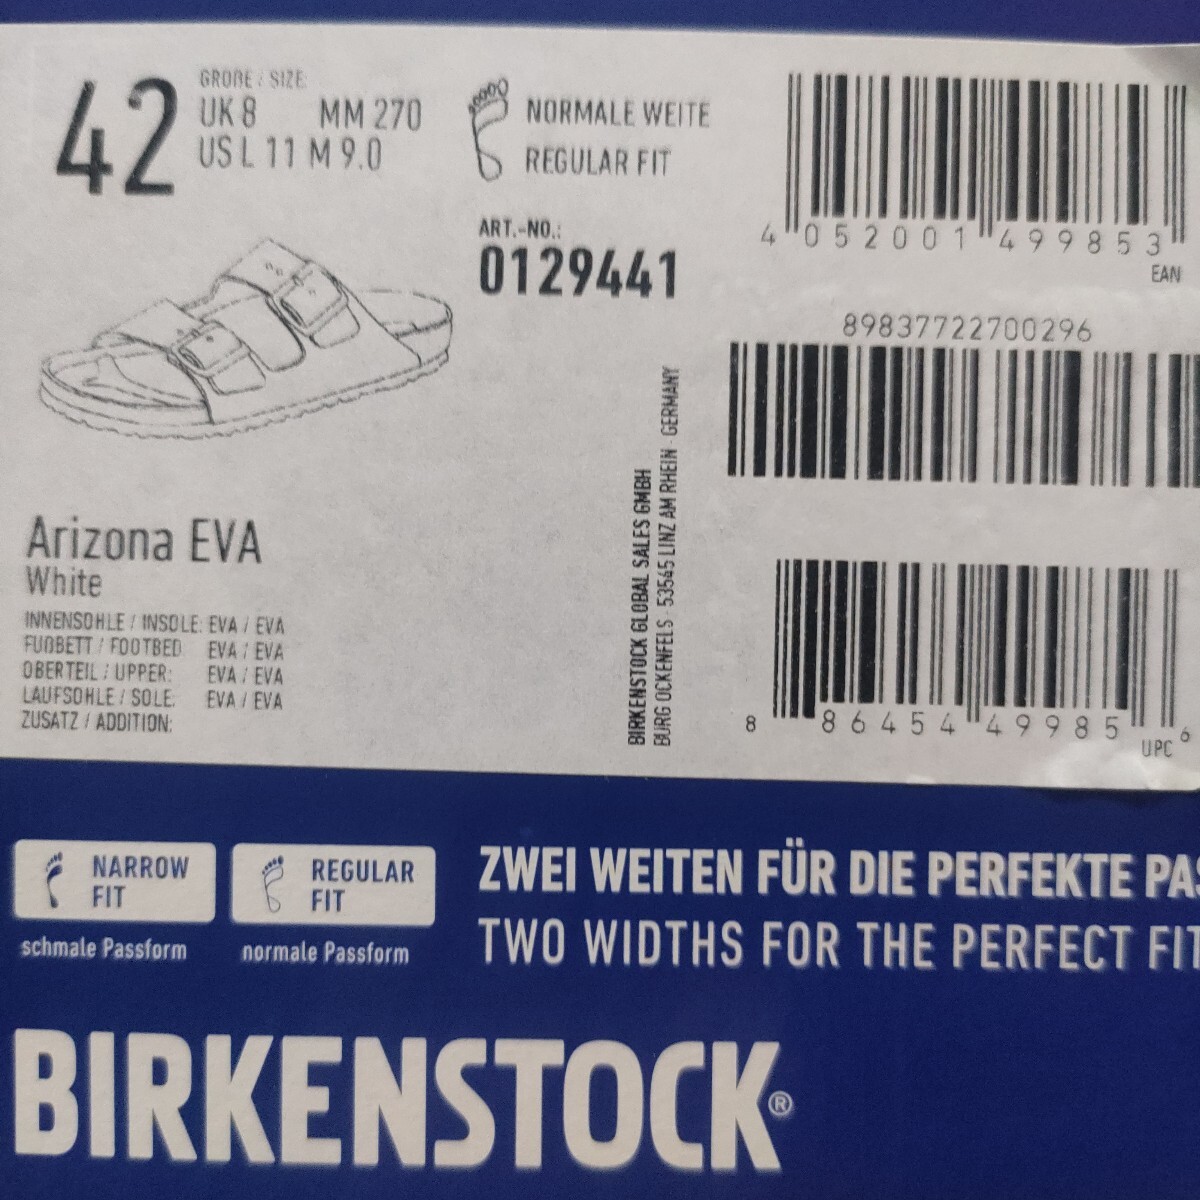 42
GRÖßE / SIZE
UK 8 MM 270
US L 11 M 9.0
NORMALE WEITE
REGULAR FIT
ART.-NO.:
0129441
4 052001 499853
EAN
89837722700296
BIRKENSTOCK GLOBAL SALES GMBH
BURG OCKENFELS · 53545 LINZ AM RHEIN · GERMANY
Arizona EVA
White
INNENSOHLE / INSOLE: EVA / EVA
FUßBETT / FOOTBED: EVA / EVA
OBERTEIL / UPPER: EVA / EVA
LAUFSOHLE / SOLE: EVA / EVA
ZUSATZ / ADDITION:
8 86454 49985 6
UPC
NARROW
FIT
schmale Passform
REGULAR
FIT
normale Passform
ZWEI WEITEN FÜR DIE PERFEKTE PAS
TWO WIDTHS FOR THE PERFECT FIT
BIRKENSTOCK®